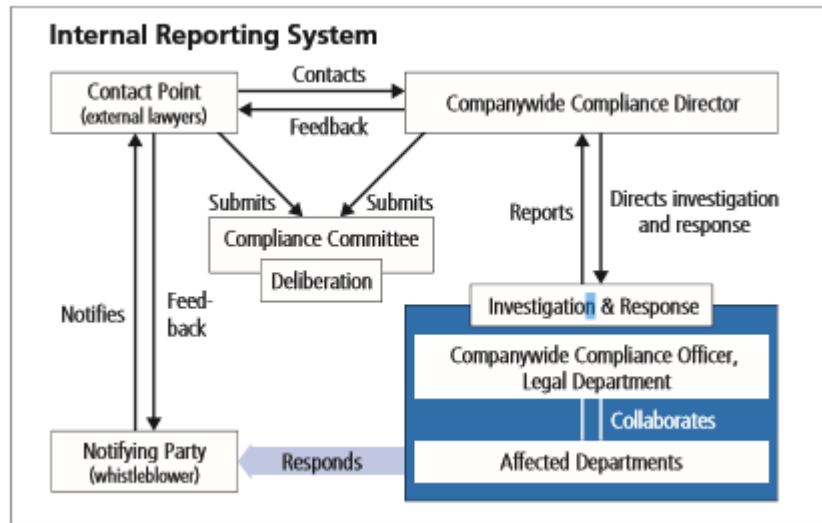 Internal Reporting System
Contact Point
(external lawyers)
Contacts
Feedback
Companywide Compliance Director
Submits
Submits
Compliance Committee
Deliberation
Reports
Directs investigation
and response
Notifies
Feed-
back
Investigation & Response
Companywide Compliance Officer,
Legal Department
Collaborates
Affected Departments
Responds
Notifying Party
(whistleblower)